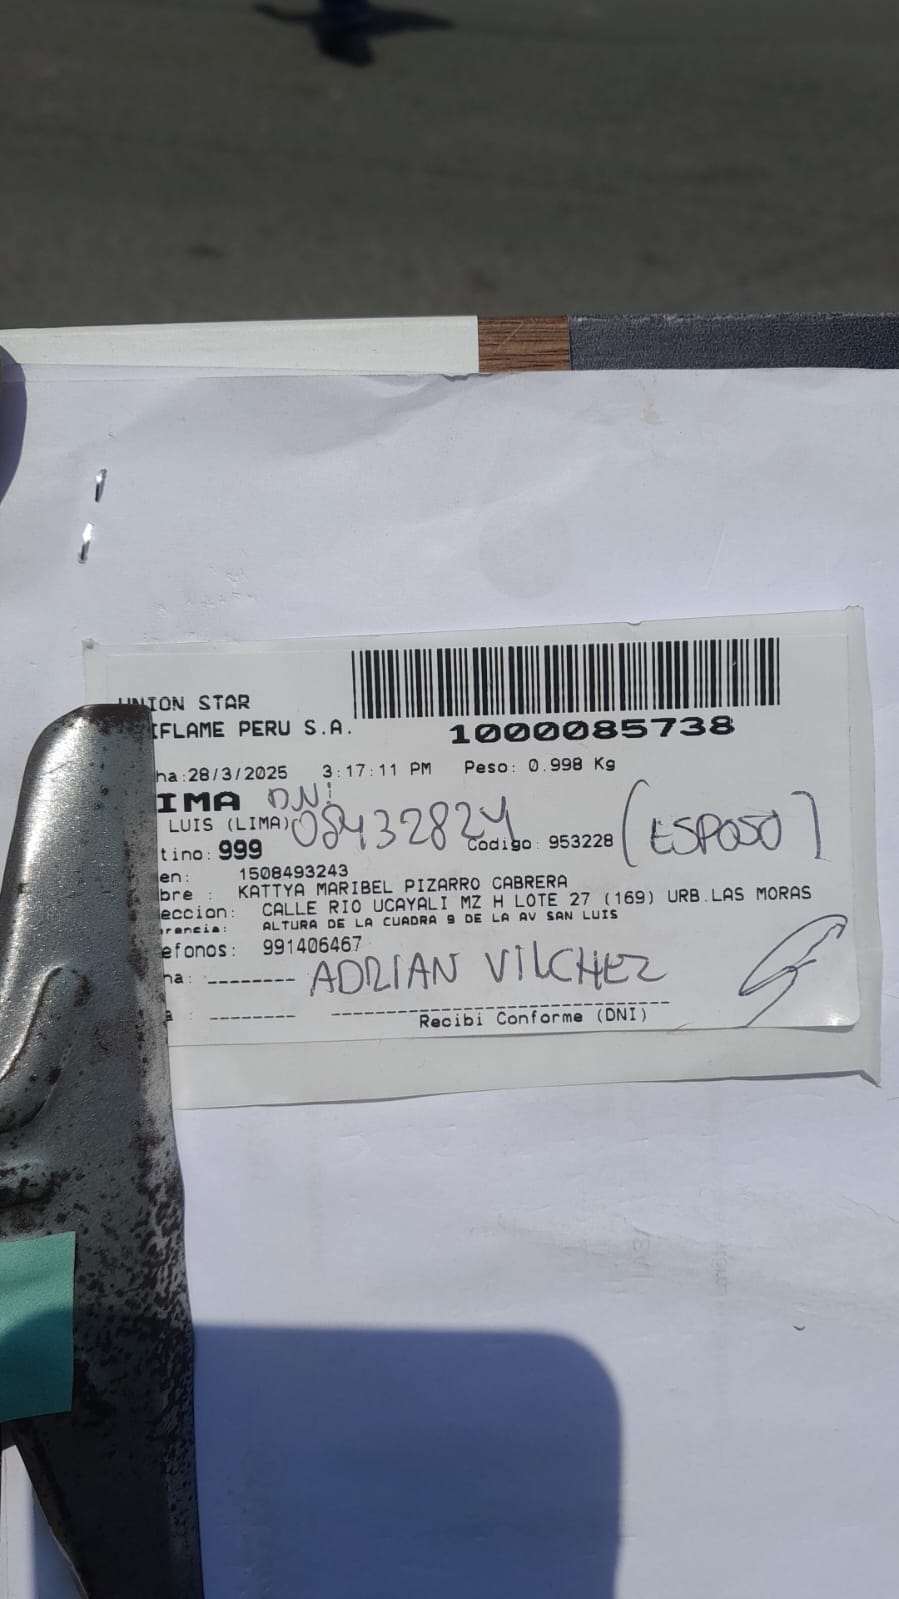 UNION STAR
IFLAME PERU S.A.
1000085738
ha:28/3/2025 3:17:11 PM Peso: 0.998 Kg
IMA DNI
LUIS (LIMA) 08432824 (ESPOSO)
tino: 999 Codigo: 953228
en: 1508493243
bre : KATTYA MARIBEL PIZARRO CABRERA
eccion: CALLE RIO UCAYALI MZ H LOTE 27 (169) URB.LAS MORAS
rencia: ALTURA DE LA CUADRA 9 DE LA AV SAN LUIS
efonos: 991406467
ha: -------- ADRIAN VILCHEZ
a : --------
Recibi Conforme (DNI)